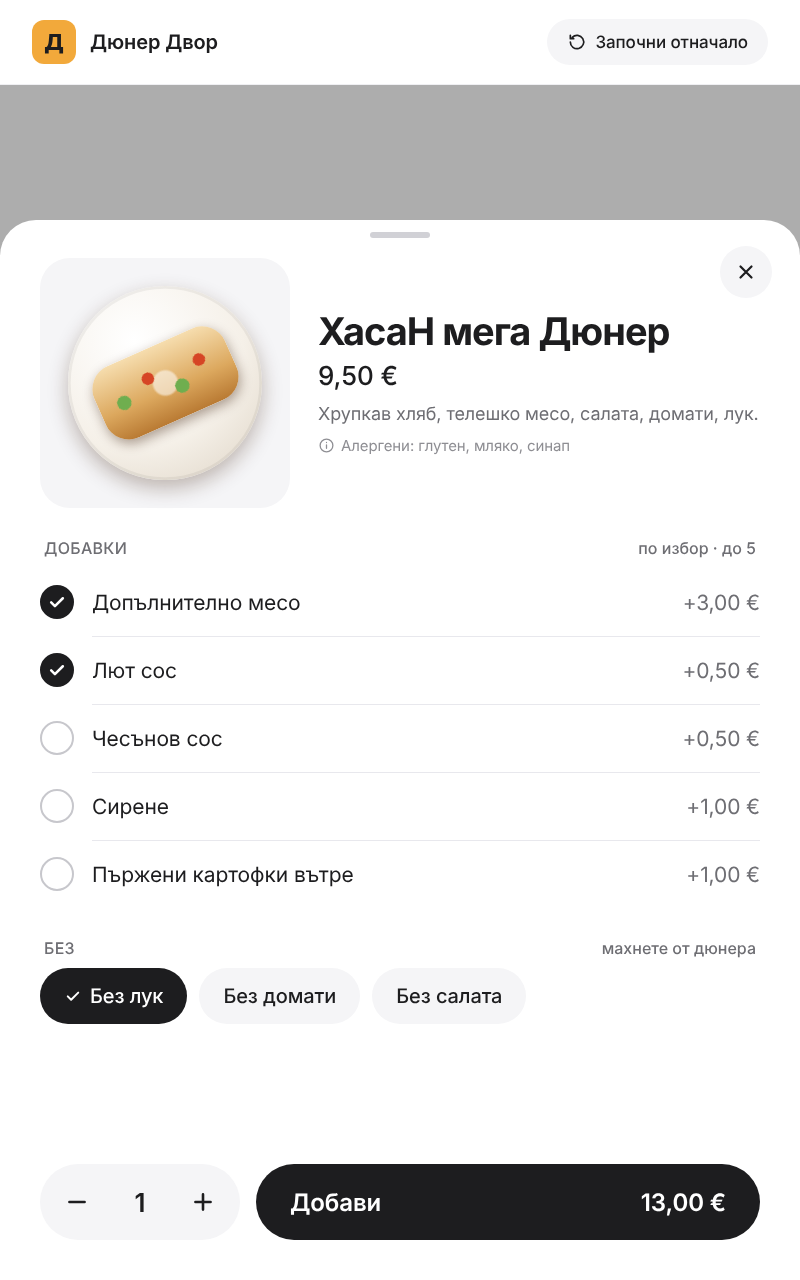 Д
Дюнер Двор
Започни отначало
ХасаН мега Дюнер
9,50 €
Хрупкав хляб, телешко месо, салата, домати, лук.
Алергени: глутен, мляко, синап
ДОБАВКИ
по избор · до 5
Допълнително месо
+3,00 €
Лют сос
+0,50 €
Чесънов сос
+0,50 €
Сирене
+1,00 €
Пържени картофки вътре
+1,00 €
БЕЗ
махнете от дюнера
Без лук
Без домати
Без салата
1
Добави
13,00 €